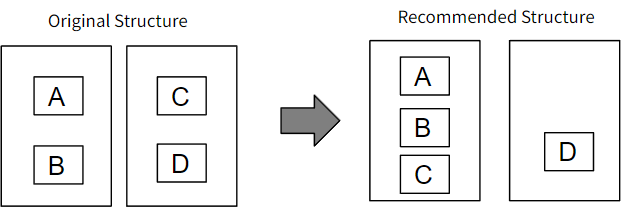 Original Structure
Recommended Structure
A
C
B
D
A
B
C
D